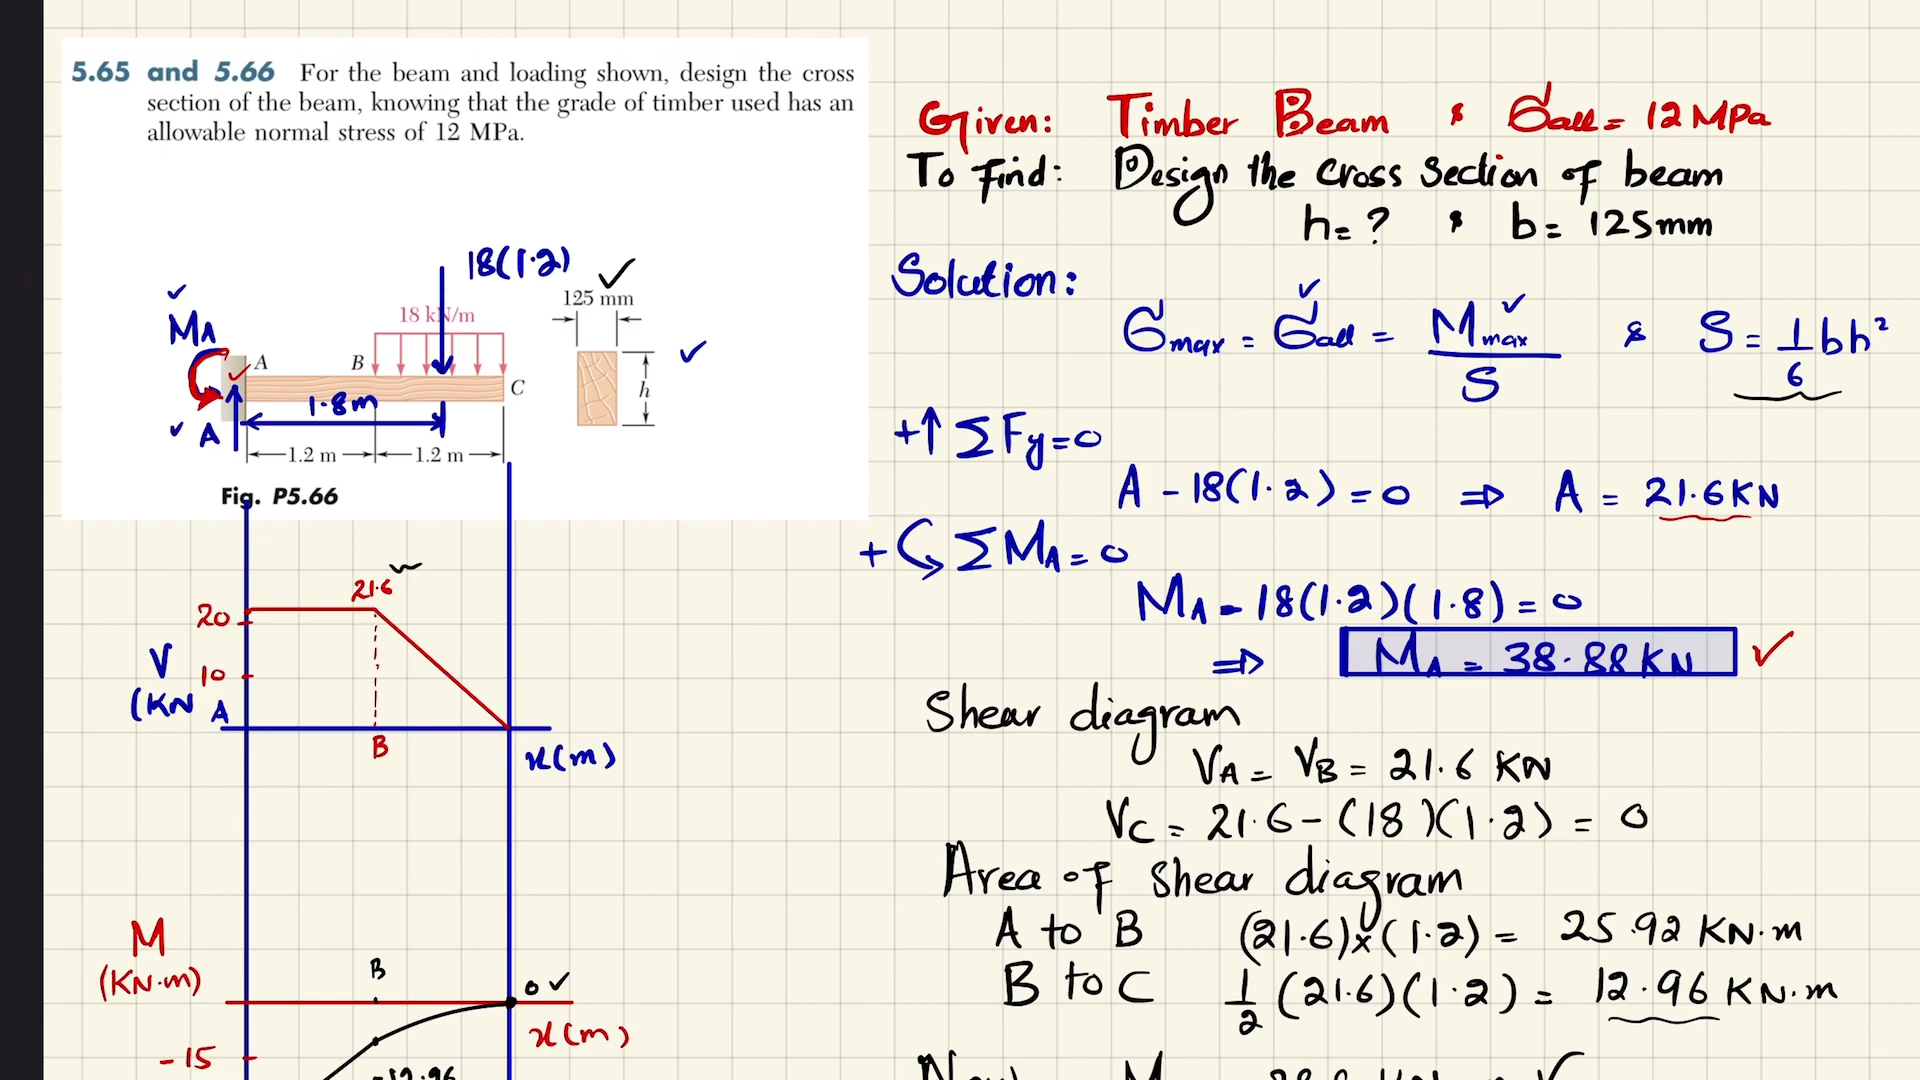 5.65 and 5.66 For the beam and loading shown, design the cross
section of the beam, knowing that the grade of timber used has an
allowable normal stress of 12 MPa.
18(1.2)
125 mm
18 kN/m
MA
A
B
C
h
1.8m
A
1.2 m
1.2 m
Fig. P5.66
21.6
20
V
10
(KN
A
B
x(m)
M
(KN.m)
B
0
x(m)
-15
-12.96
Given: Timber Beam & σall = 12 MPa
To Find: Design the cross section of beam
h = ? & b = 125mm
Solution:
σmax = σall = Mmax/S & S = 1/6 bh²
+↑ ΣFy = 0
A - 18(1.2) = 0 ⇒ A = 21.6KN
+ ΣMA = 0
MA - 18(1.2)(1.8) = 0
⇒ MA = 38.88 KN
Shear diagram
VA = VB = 21.6 KN
VC = 21.6 - (18)(1.2) = 0
Area of shear diagram
A to B (21.6)x(1.2) = 25.92 KN.m
B to C 1/2 (21.6)(1.2) = 12.96 KN.m